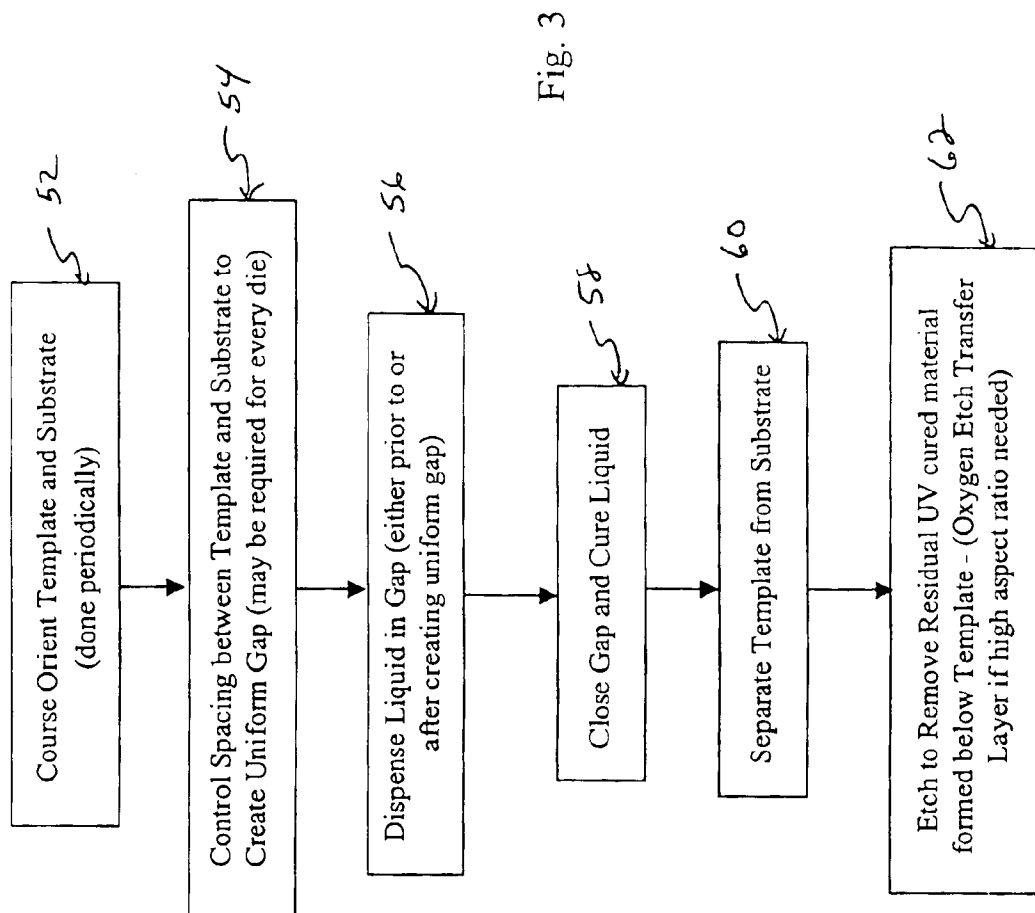 Course Orient Template and Substrate
(done periodically)
52
Control Spacing between Template and Substrate to
Create Uniform Gap (may be required for every die)
54
Dispense Liquid in Gap (either prior to or
after creating uniform gap)
56
Close Gap and Cure Liquid
58
Separate Template from Substrate
60
Etch to Remove Residual UV cured material
formed below Template - (Oxygen Etch Transfer
Layer if high aspect ratio needed)
62
Fig. 3